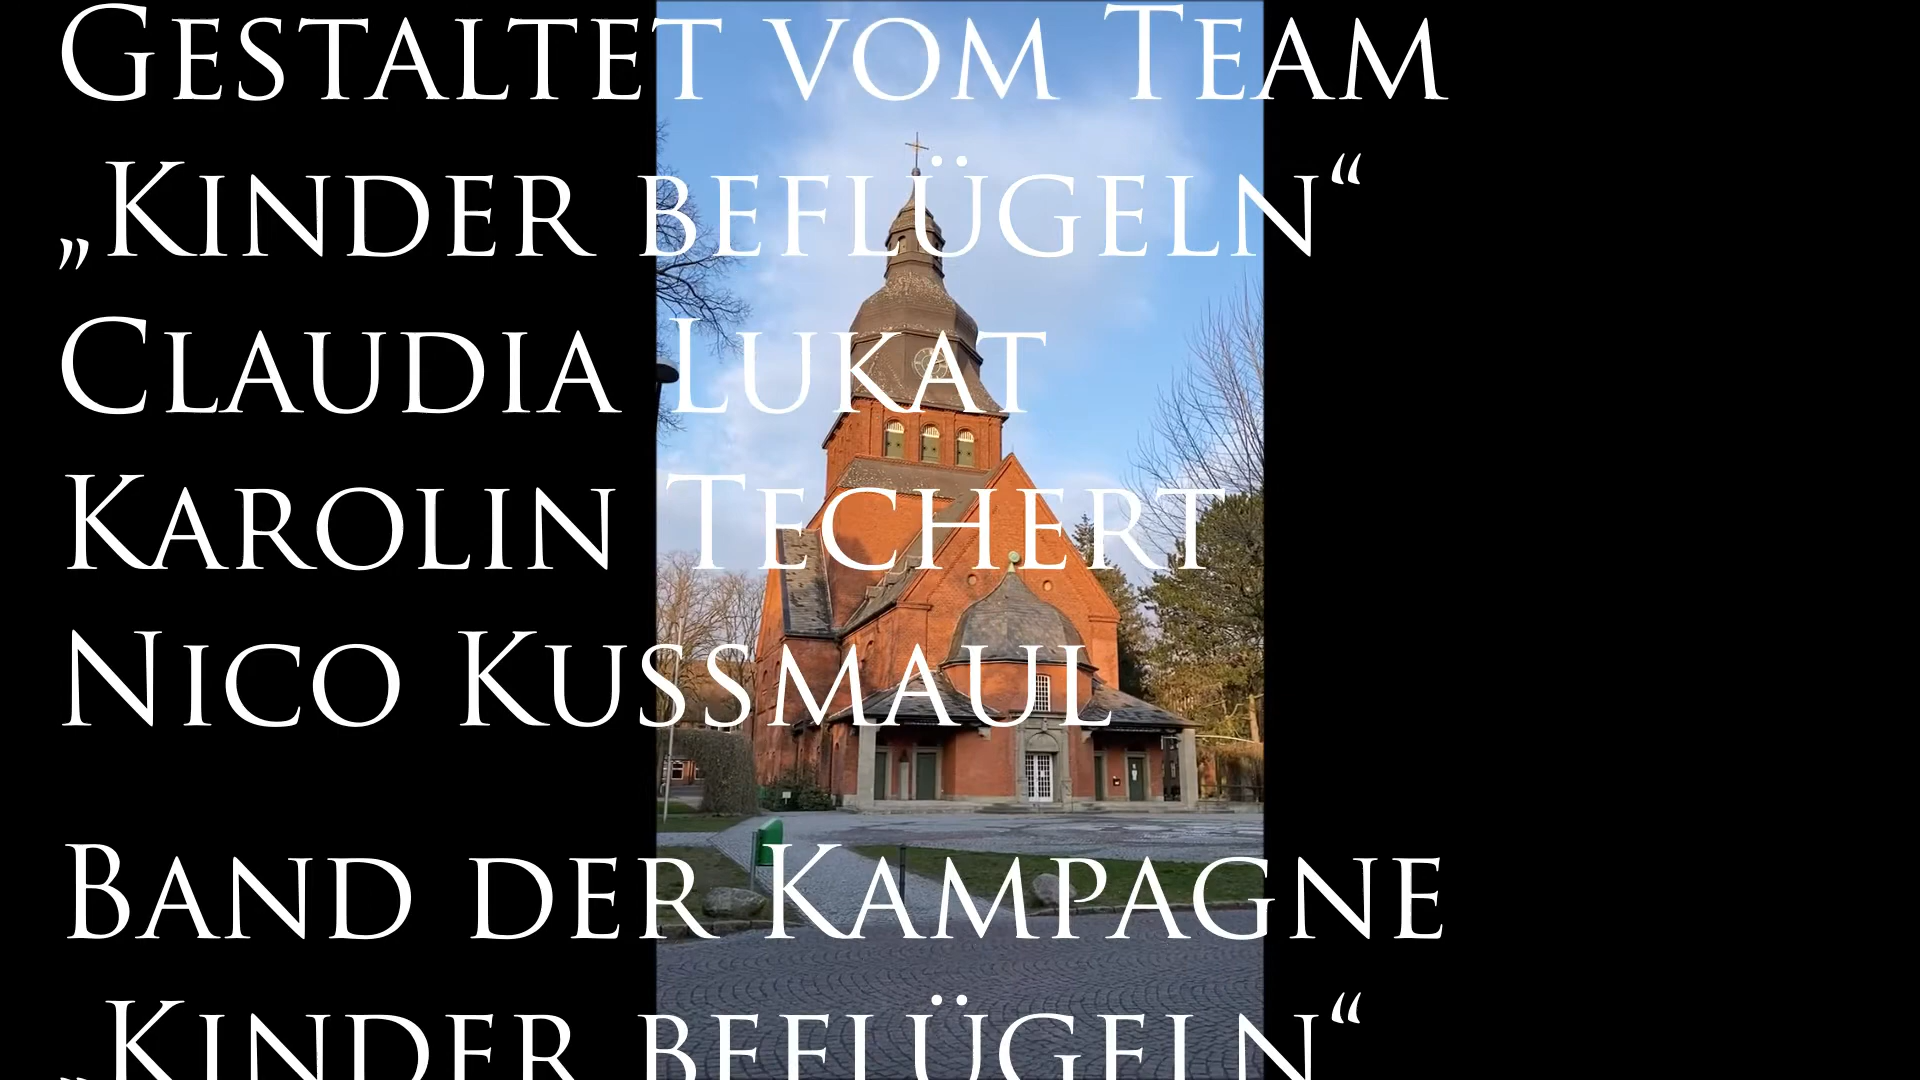 Gestaltet vom Team
„Kinder beflügeln“
Claudia Lukat
Karolin Techert
Nico Kussmaul
Band der Kampagne
„Kinder beflügeln“